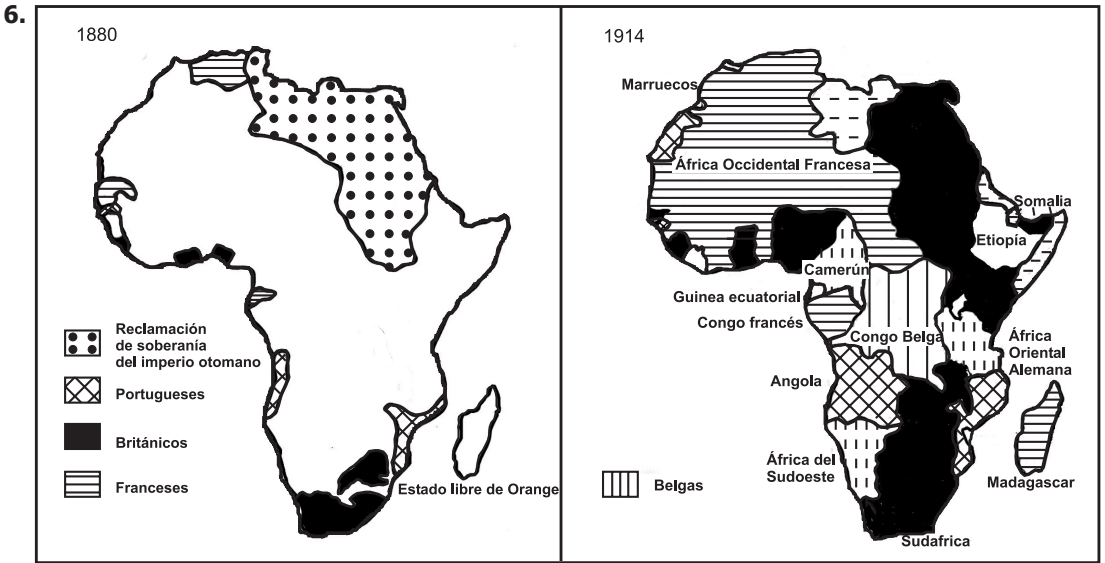 6.
1880
Reclamación
de soberanía
del imperio otomano
Portugueses
Británicos
Franceses
Estado libre de Orange
1914
Marruecos
África Occidental Francesa
Somalia
Etiopía
Camerún
Guinea ecuatorial
Congo francés
Congo Belga
África
Oriental
Alemana
Angola
África del
Sudoeste
Belgas
Madagascar
Sudafrica